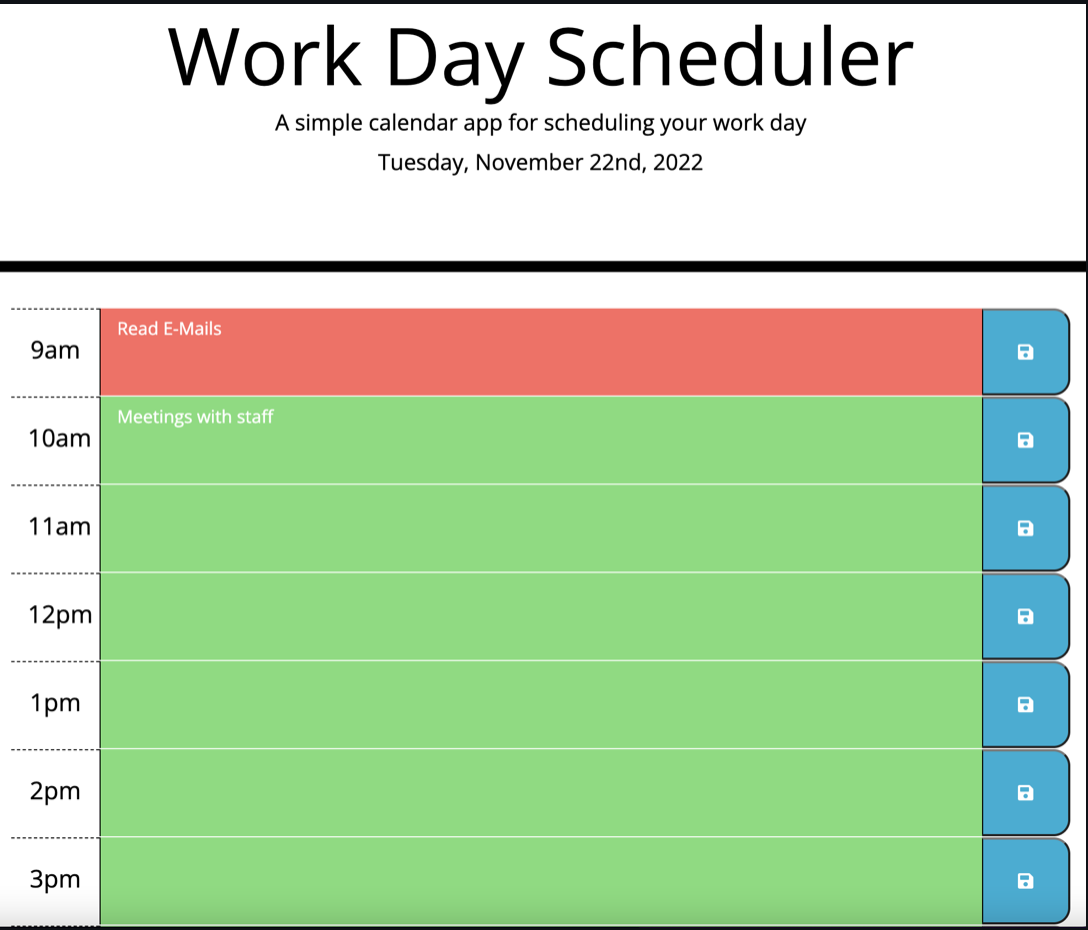 Work Day Scheduler
A simple calendar app for scheduling your work day
Tuesday, November 22nd, 2022
9am
Read E-Mails
10am
Meetings with staff
11am
12pm
1pm
2pm
3pm